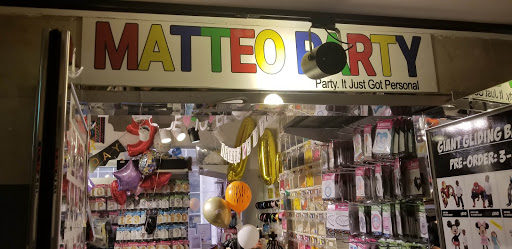 MATTEO PARTY
Party. It Just Got Personal
GIANT GLIDING B
PRE-ORDER: 3-